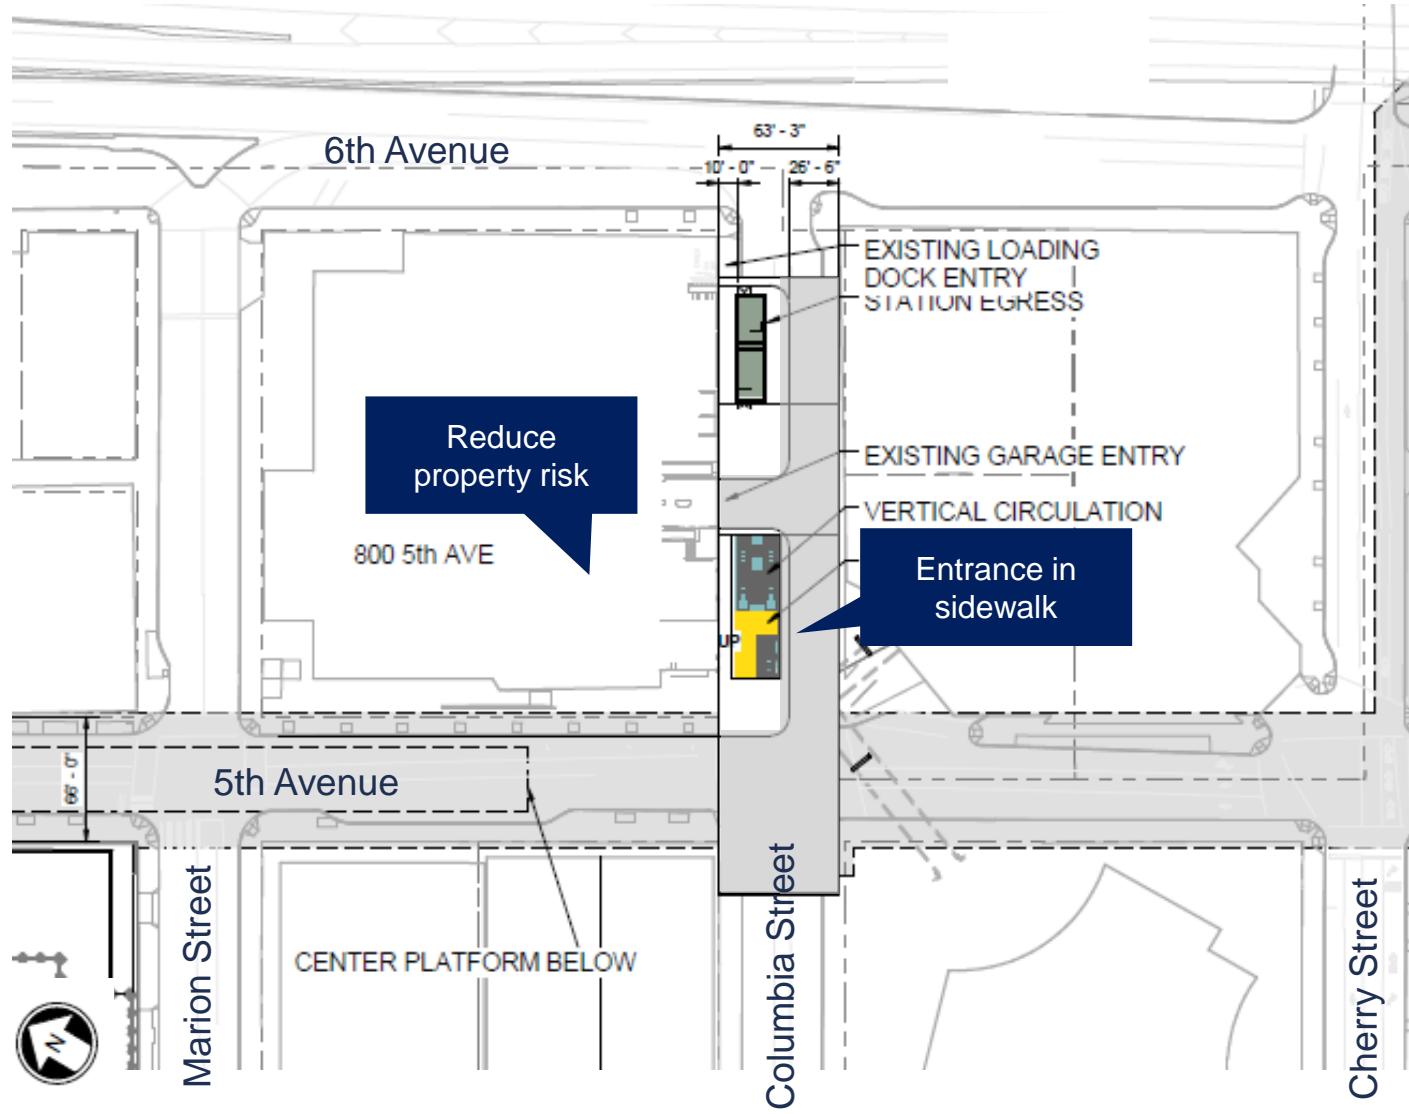 63' - 3"
6th Avenue
10' - 0"
26' - 6"
EXISTING LOADING
DOCK ENTRY
STATION EGRESS
Reduce
property risk
EXISTING GARAGE ENTRY
VERTICAL CIRCULATION
800 5th AVE
Entrance in
sidewalk
UP
66' - 0"
5th Avenue
CENTER PLATFORM BELOW
Marion Street
Columbia Street
Cherry Street
N